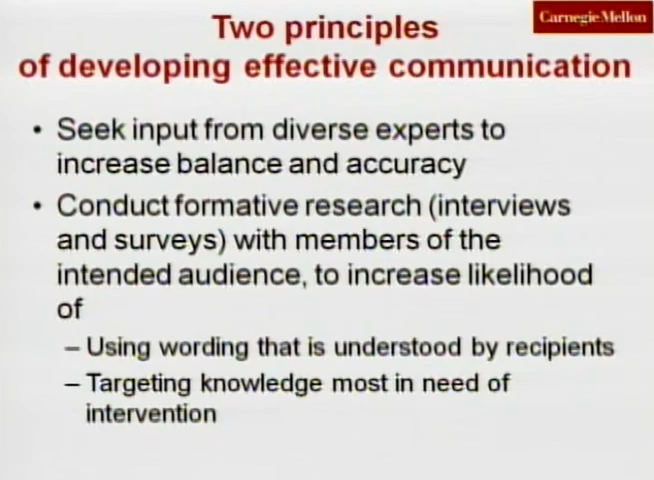 Carnegie Mellon
Two principles
of developing effective communication
• Seek input from diverse experts to
increase balance and accuracy
• Conduct formative research (interviews
and surveys) with members of the
intended audience, to increase likelihood
of
– Using wording that is understood by recipients
– Targeting knowledge most in need of
intervention